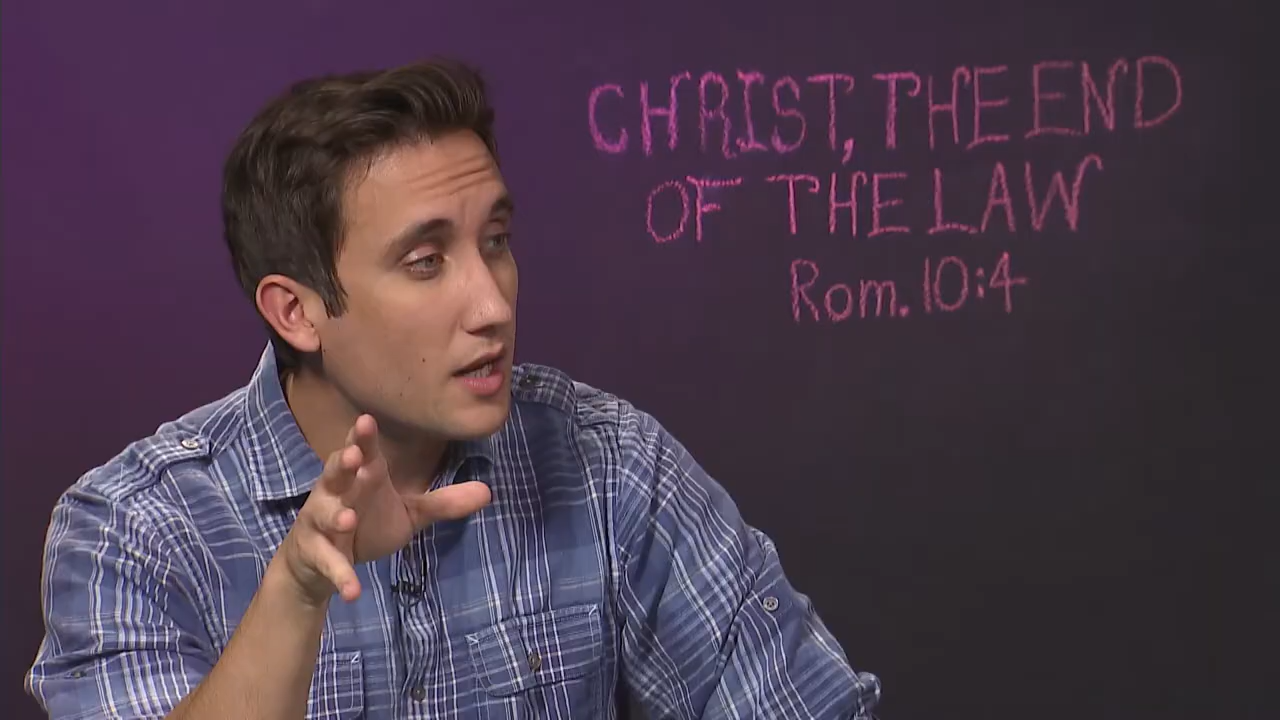 CHRIST, THE END
OF THE LAW
Rom. 10:4